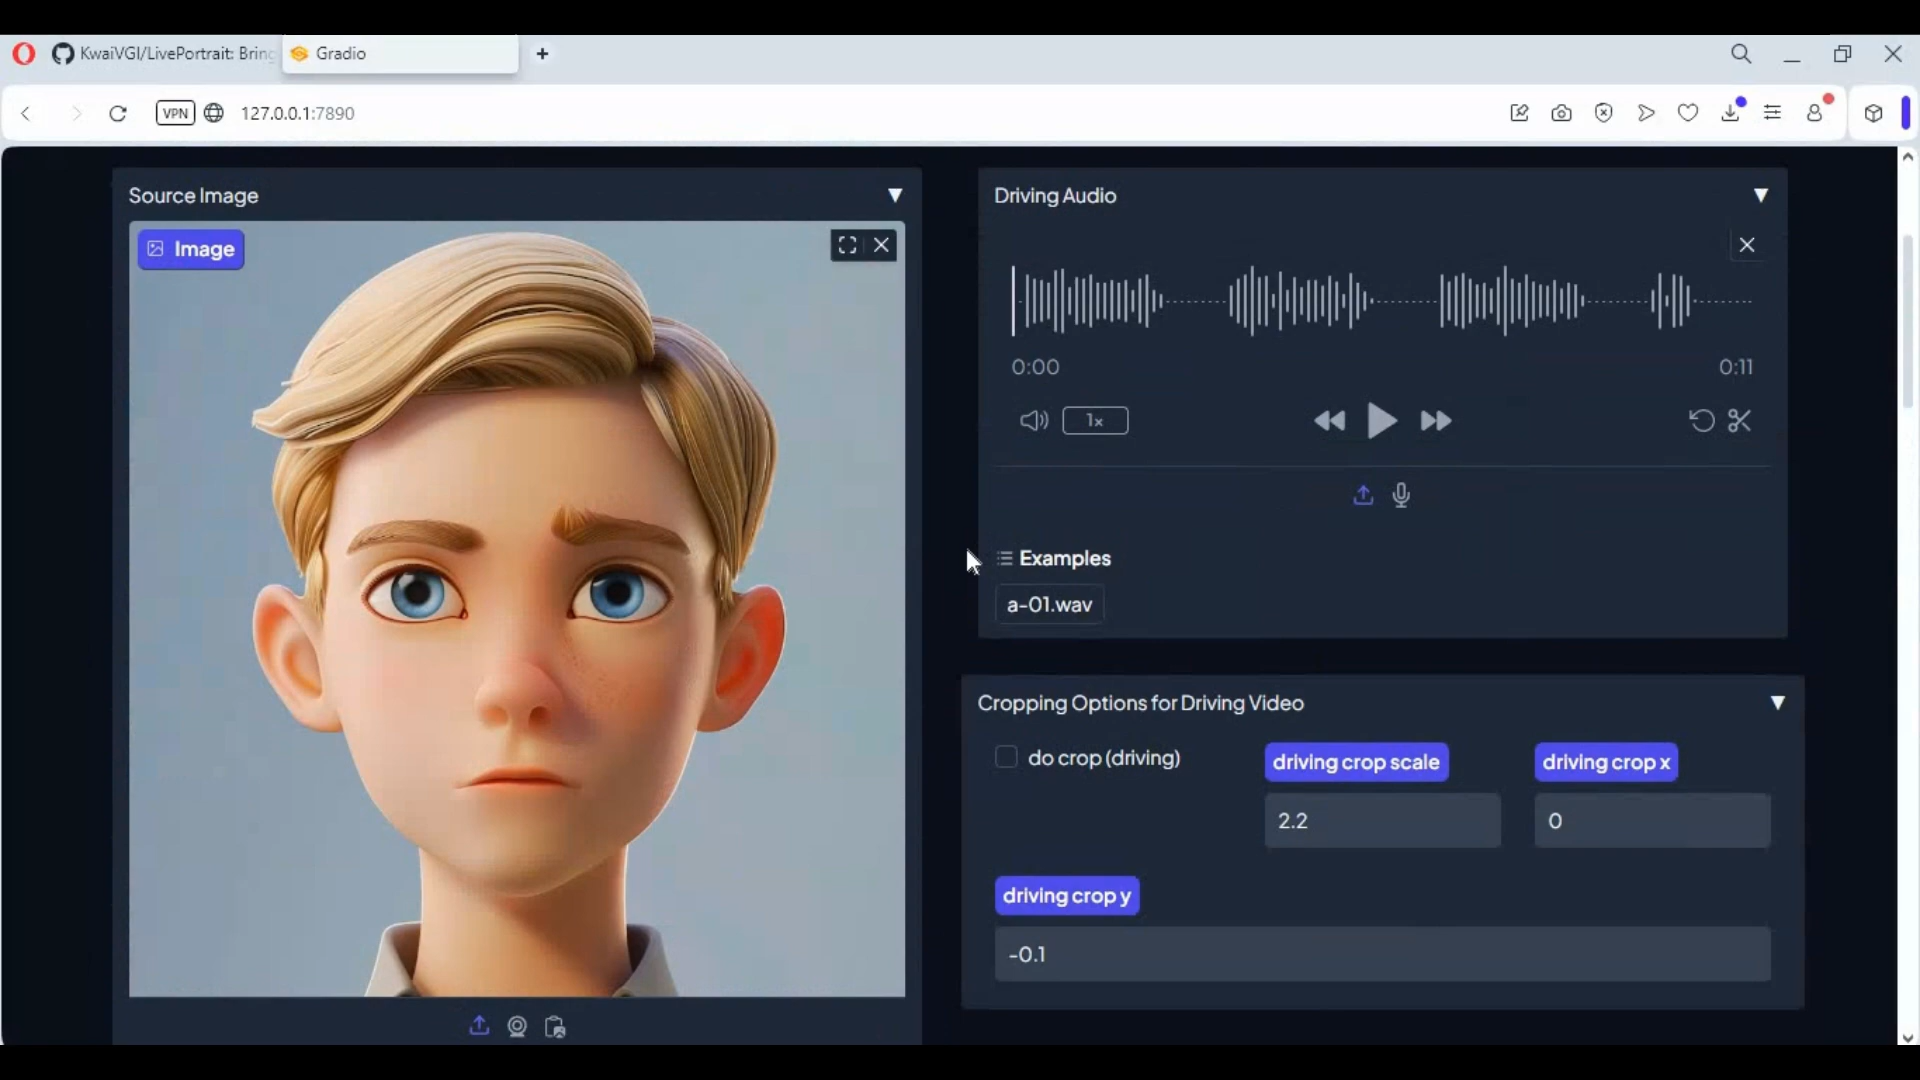 KwaiVGI/LivePortrait: Bring
Gradio
VPN
127.0.0.1:7890
Source Image
Image
Driving Audio
0:00
0:11
1x
Examples
a-01.wav
Cropping Options for Driving Video
do crop (driving)
driving crop scale
driving crop x
2.2
0
driving crop y
-0.1